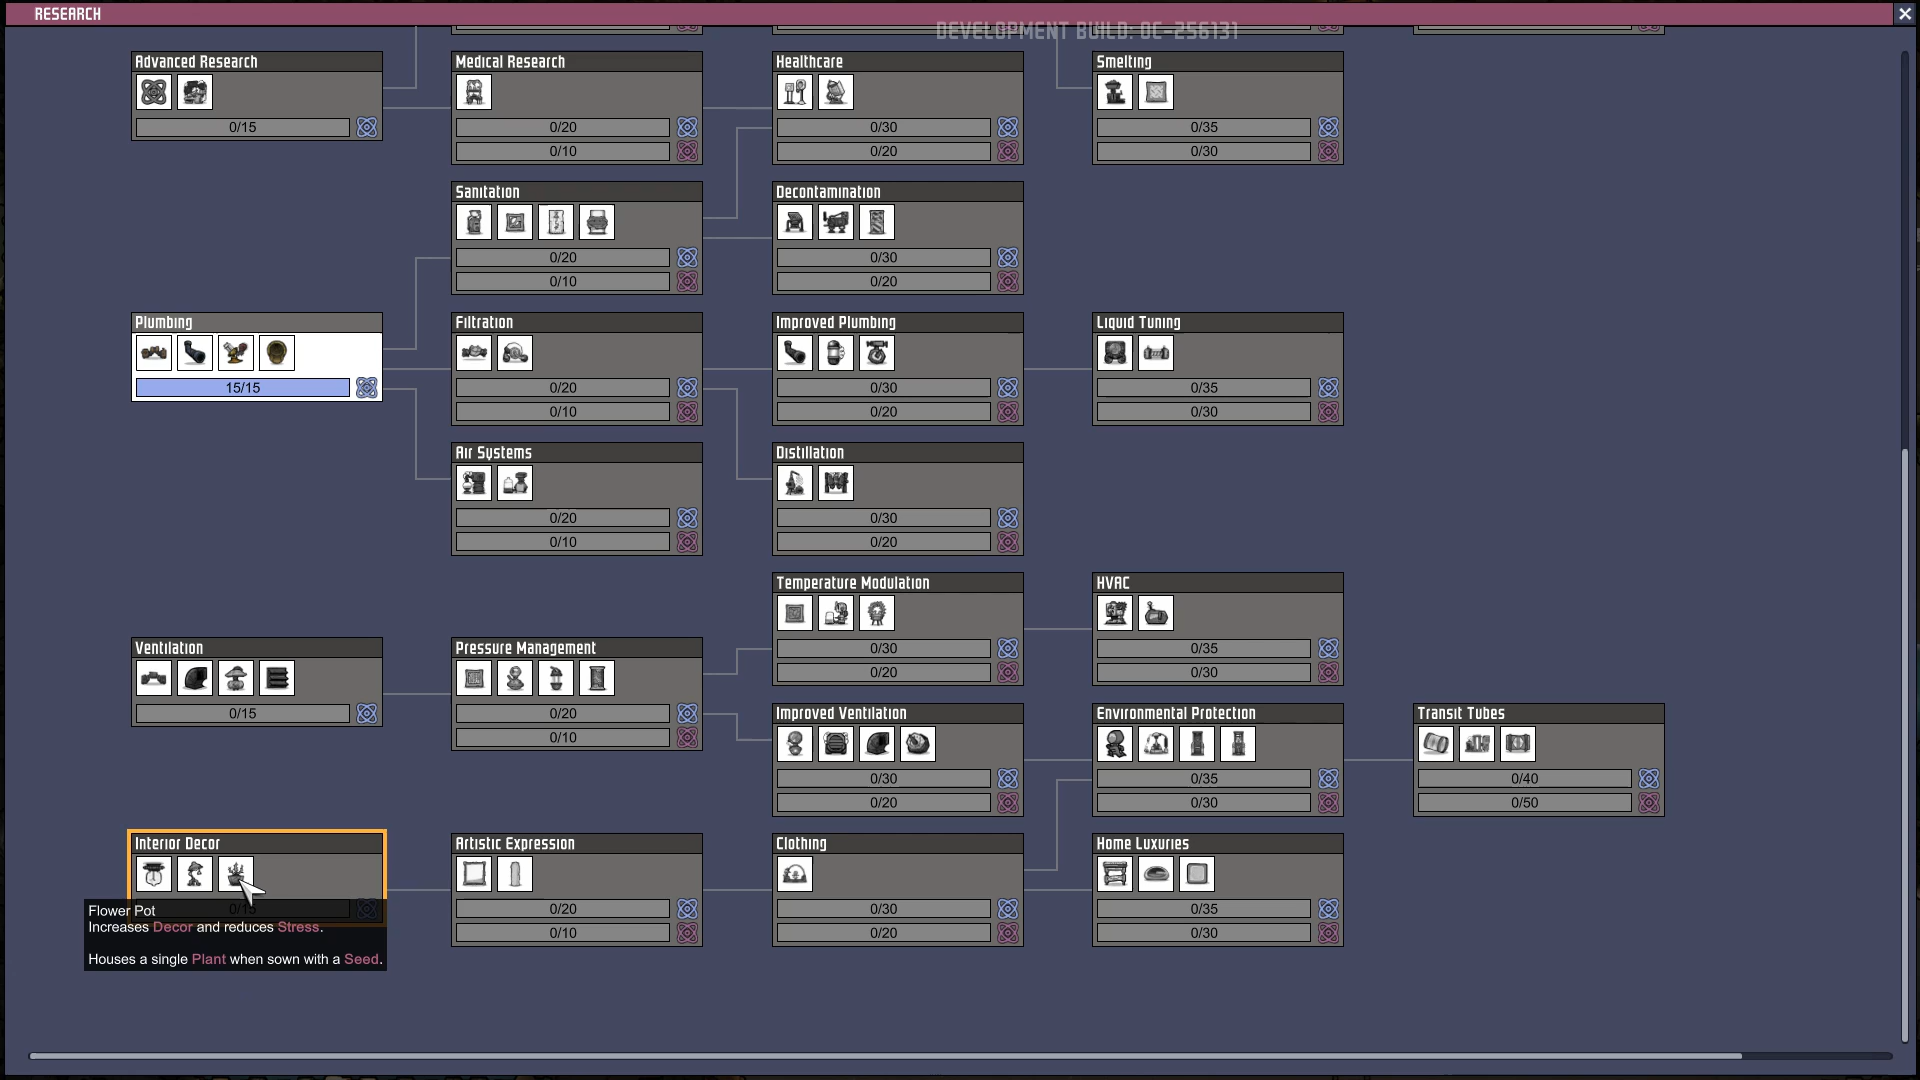 RESEARCH
DEVELOPMENT BUILD: OC-256131
Advanced Research
0/15
Medical Research
0/20
0/10
Healthcare
0/30
0/20
Smelting
0/35
0/30
Sanitation
0/20
0/10
Decontamination
0/30
0/20
Plumbing
15/15
Filtration
0/20
0/10
Improved Plumbing
0/30
0/20
Liquid Tuning
0/35
0/30
Air Systems
0/20
0/10
Distillation
0/30
0/20
Temperature Modulation
0/30
0/20
HVAC
0/35
0/30
Ventilation
0/15
Pressure Management
0/20
0/10
Improved Ventilation
0/30
0/20
Environmental Protection
0/35
0/30
Transit Tubes
0/40
0/50
Interior Decor
0/15
Flower Pot
Increases Decor and reduces Stress.
Houses a single Plant when sown with a Seed.
Artistic Expression
0/20
0/10
Clothing
0/30
0/20
Home Luxuries
0/35
0/30